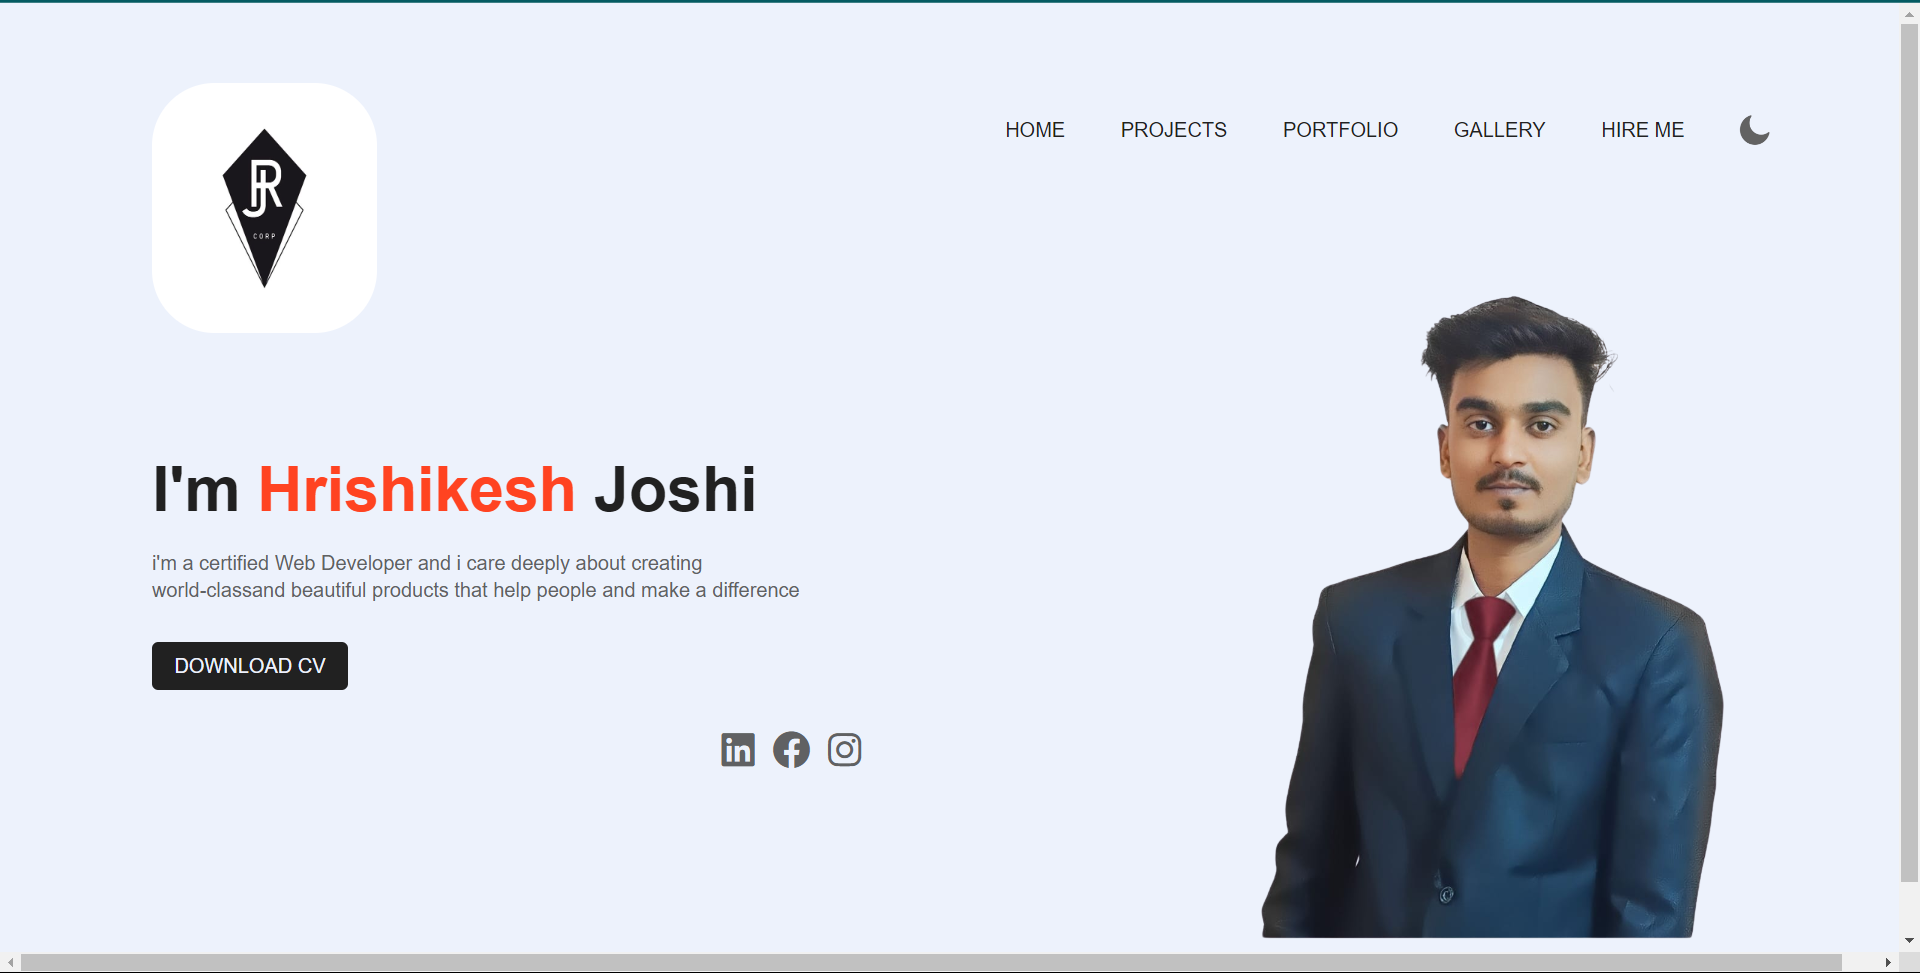 JR
CORP
HOME PROJECTS PORTFOLIO GALLERY HIRE ME
I'm Hrishikesh Joshi
i'm a certified Web Developer and i care deeply about creating
world-classand beautiful products that help people and make a difference
DOWNLOAD CV
in f